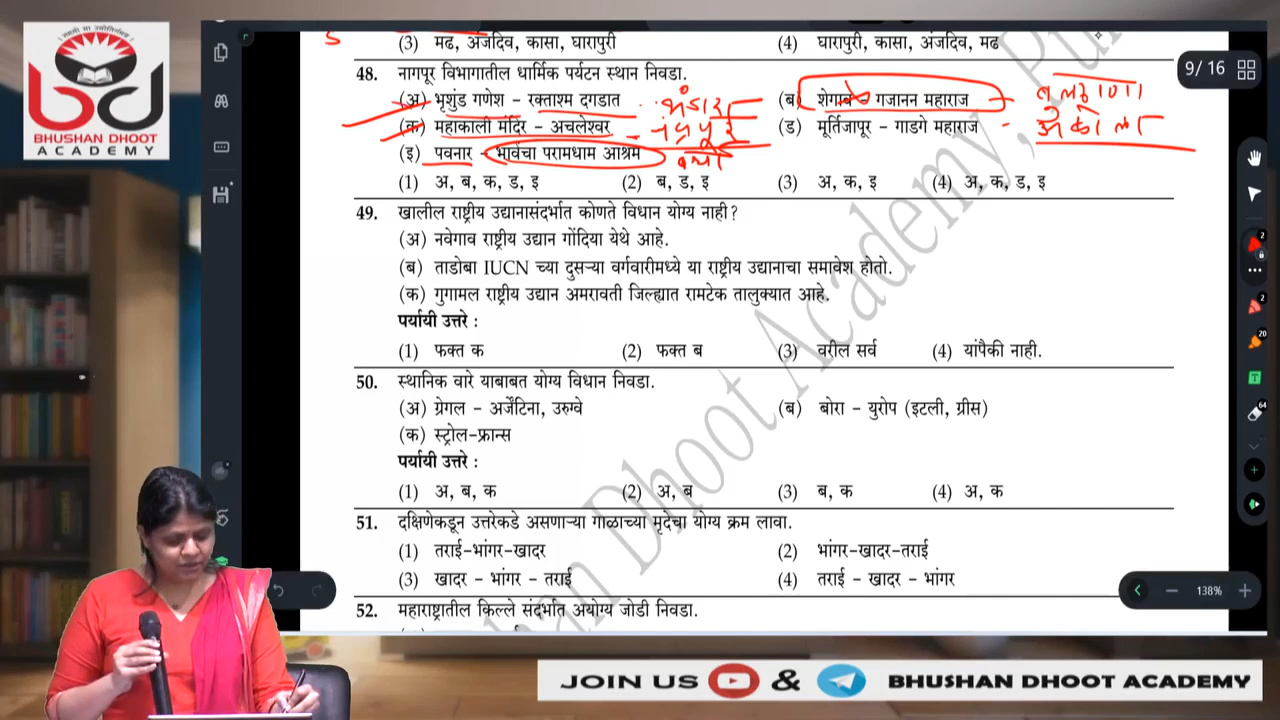 BHUSHAN DHOOT
ACADEMY
(3) मढ, अंजदिव, कासा, घारापुरी (4) घारापुरी, कासा, अंजदिव, मढ
9/16
48. नागपूर विभागातील धार्मिक पर्यटन स्थान निवडा.
(अ) भृशुंड गणेश - रक्ताश्म दगडात (ब) शेगाव - गजानन महाराज
(क) महाकाली मंदिर - अचलेश्वर (ड) मूर्तिजापूर - गाडगे महाराज
(इ) पवनार - भावेंचा परामधाम आश्रम
(1) अ, ब, क, ड, इ (2) ब, ड, इ (3) अ, क, इ (4) अ, क, ड, इ
49. खालील राष्ट्रीय उद्यानासंदर्भात कोणते विधान योग्य नाही?
(अ) नवेगाव राष्ट्रीय उद्यान गोंदिया येथे आहे.
(ब) ताडोबा IUCN च्या दुसऱ्या वर्गवारीमध्ये या राष्ट्रीय उद्यानाचा समावेश होतो.
(क) गुगामल राष्ट्रीय उद्यान अमरावती जिल्ह्यात रामटेक तालुक्यात आहे.
पर्यायी उत्तरे :
(1) फक्त क (2) फक्त ब (3) वरील सर्व (4) यांपैकी नाही.
50. स्थानिक वारे याबाबत योग्य विधान निवडा.
(अ) ग्रेगल - अर्जेंटिना, उरुग्वे (ब) बोरा - युरोप (इटली, ग्रीस)
(क) स्ट्रोल-फ्रान्स
पर्यायी उत्तरे :
(1) अ, ब, क (2) अ, ब (3) ब, क (4) अ, क
51. दक्षिणेकडून उत्तरेकडे असणाऱ्या गाळाच्या मृदेचा योग्य क्रम लावा.
(1) तराई-भांगर-खादर (2) भांगर-खादर-तराई
(3) खादर - भांगर - तराई (4) तराई - खादर - भांगर
138%
52. महाराष्ट्रातील किल्ले संदर्भात अयोग्य जोडी निवडा.
Dhoot Academy, Pu
JOIN US & BHUSHAN DHOOT ACADEMY